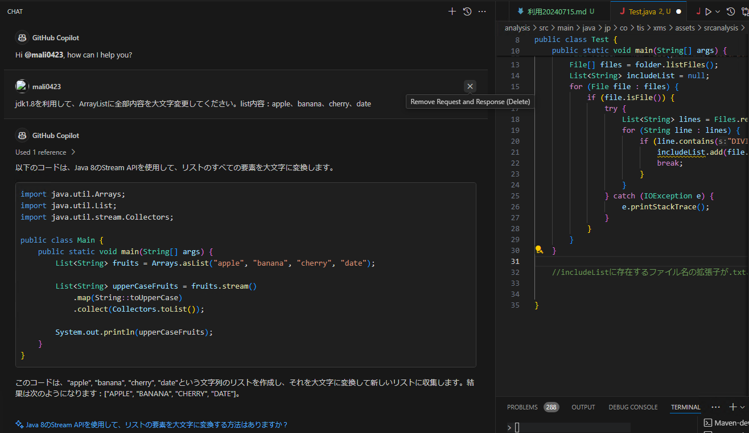 CHAT
GitHub Copilot
Hi @mali0423, how can I help you?
mali0423
jdk1.8を利用して、ArrayListに全部内容を大文字変更してください。list内容：apple、banana、cherry、date
Remove Request and Response (Delete)
GitHub Copilot
Used 1 reference
以下のコードは、Java 8のStream APIを使用して、リストのすべての要素を大文字に変換します。
import java.util.Arrays;
import java.util.List;
import java.util.stream.Collectors;
public class Main {
public static void main(String[] args) {
List<String> fruits = Arrays.asList("apple", "banana", "cherry", "date");
List<String> upperCaseFruits = fruits.stream()
.map(String::toUpperCase)
.collect(Collectors.toList());
System.out.println(upperCaseFruits);
}
}
このコードは、"apple", "banana", "cherry", "date"という文字列のリストを作成し、それを大文字に変換して新しいリストに収集します。結
果は次のようになります：["APPLE", "BANANA", "CHERRY", "DATE"]。
Java 8のStream APIを使用して、リストの要素を大文字に変換する方法はありますか？
利用20240715.md U
Test.java 2, U
analysis > src > main > java > jp > co > tis > xms > assets > srcanalysis >
8 public class Test {
10 public static void main(String[] args) {
13 File[] files = folder.listFiles();
14 List<String> includeList = null;
15 for (File file : files) {
16 if (file.isFile()) {
17 try {
18 List<String> lines = Files.re
19 for (String line : lines) {
20 if (line.contains(s:"DIVI
21 includeList.add(file.
22 break;
23 }
24 }
25 } catch (IOException e) {
26 e.printStackTrace();
27 }
28 }
29 }
30 }
31
32 //includeListに存在するファイル名の拡張子が.txt
33
34
35 }
PROBLEMS 288 OUTPUT DEBUG CONSOLE TERMINAL
Maven-de